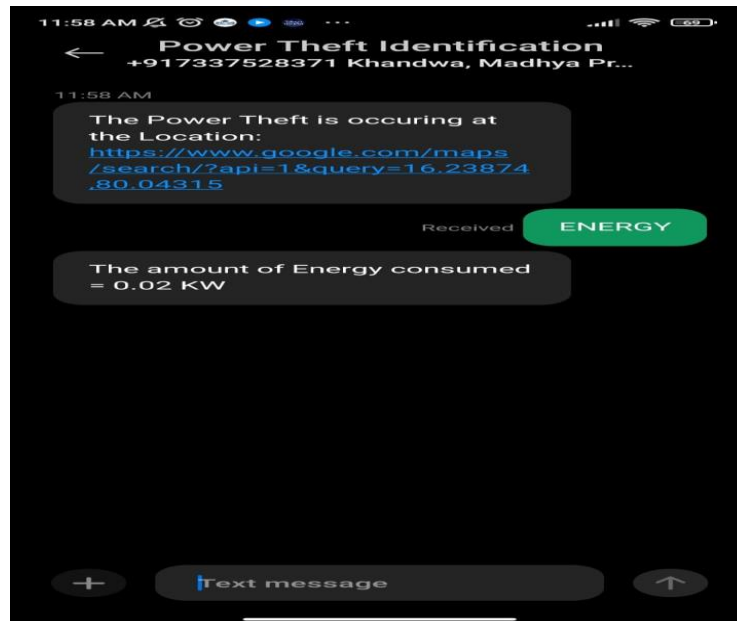 11:58 AM
69
Power Theft Identification
+917337528371 Khandwa, Madhya Pr...
11:58 AM
The Power Theft is occuring at
the Location:
https://www.google.com/maps
/search/?api=1&query=16.23874
,80.04315
Received
ENERGY
The amount of Energy consumed
= 0.02 KW
Text message